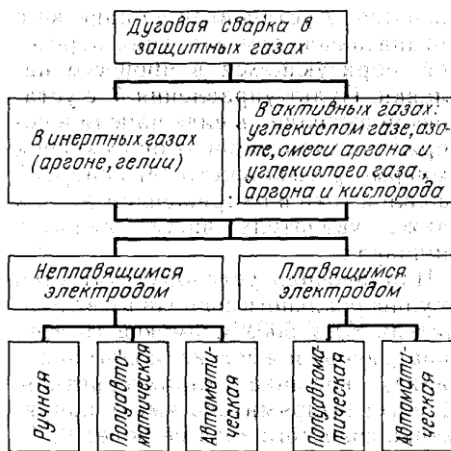 Дуговая сварка в
защитных газах
В инертных газах
(аргоне, гелии)
В активных газах:
углекислом газе, азо-
те, смеси аргона и
углекислого газа,
аргона и кислорода
Неплавящимся
электродом
Плавящимся
электродом
Ручная
Полуавто-
матическая
Автомати-
ческая
Полуавтома-
тическая
Автомати-
ческая